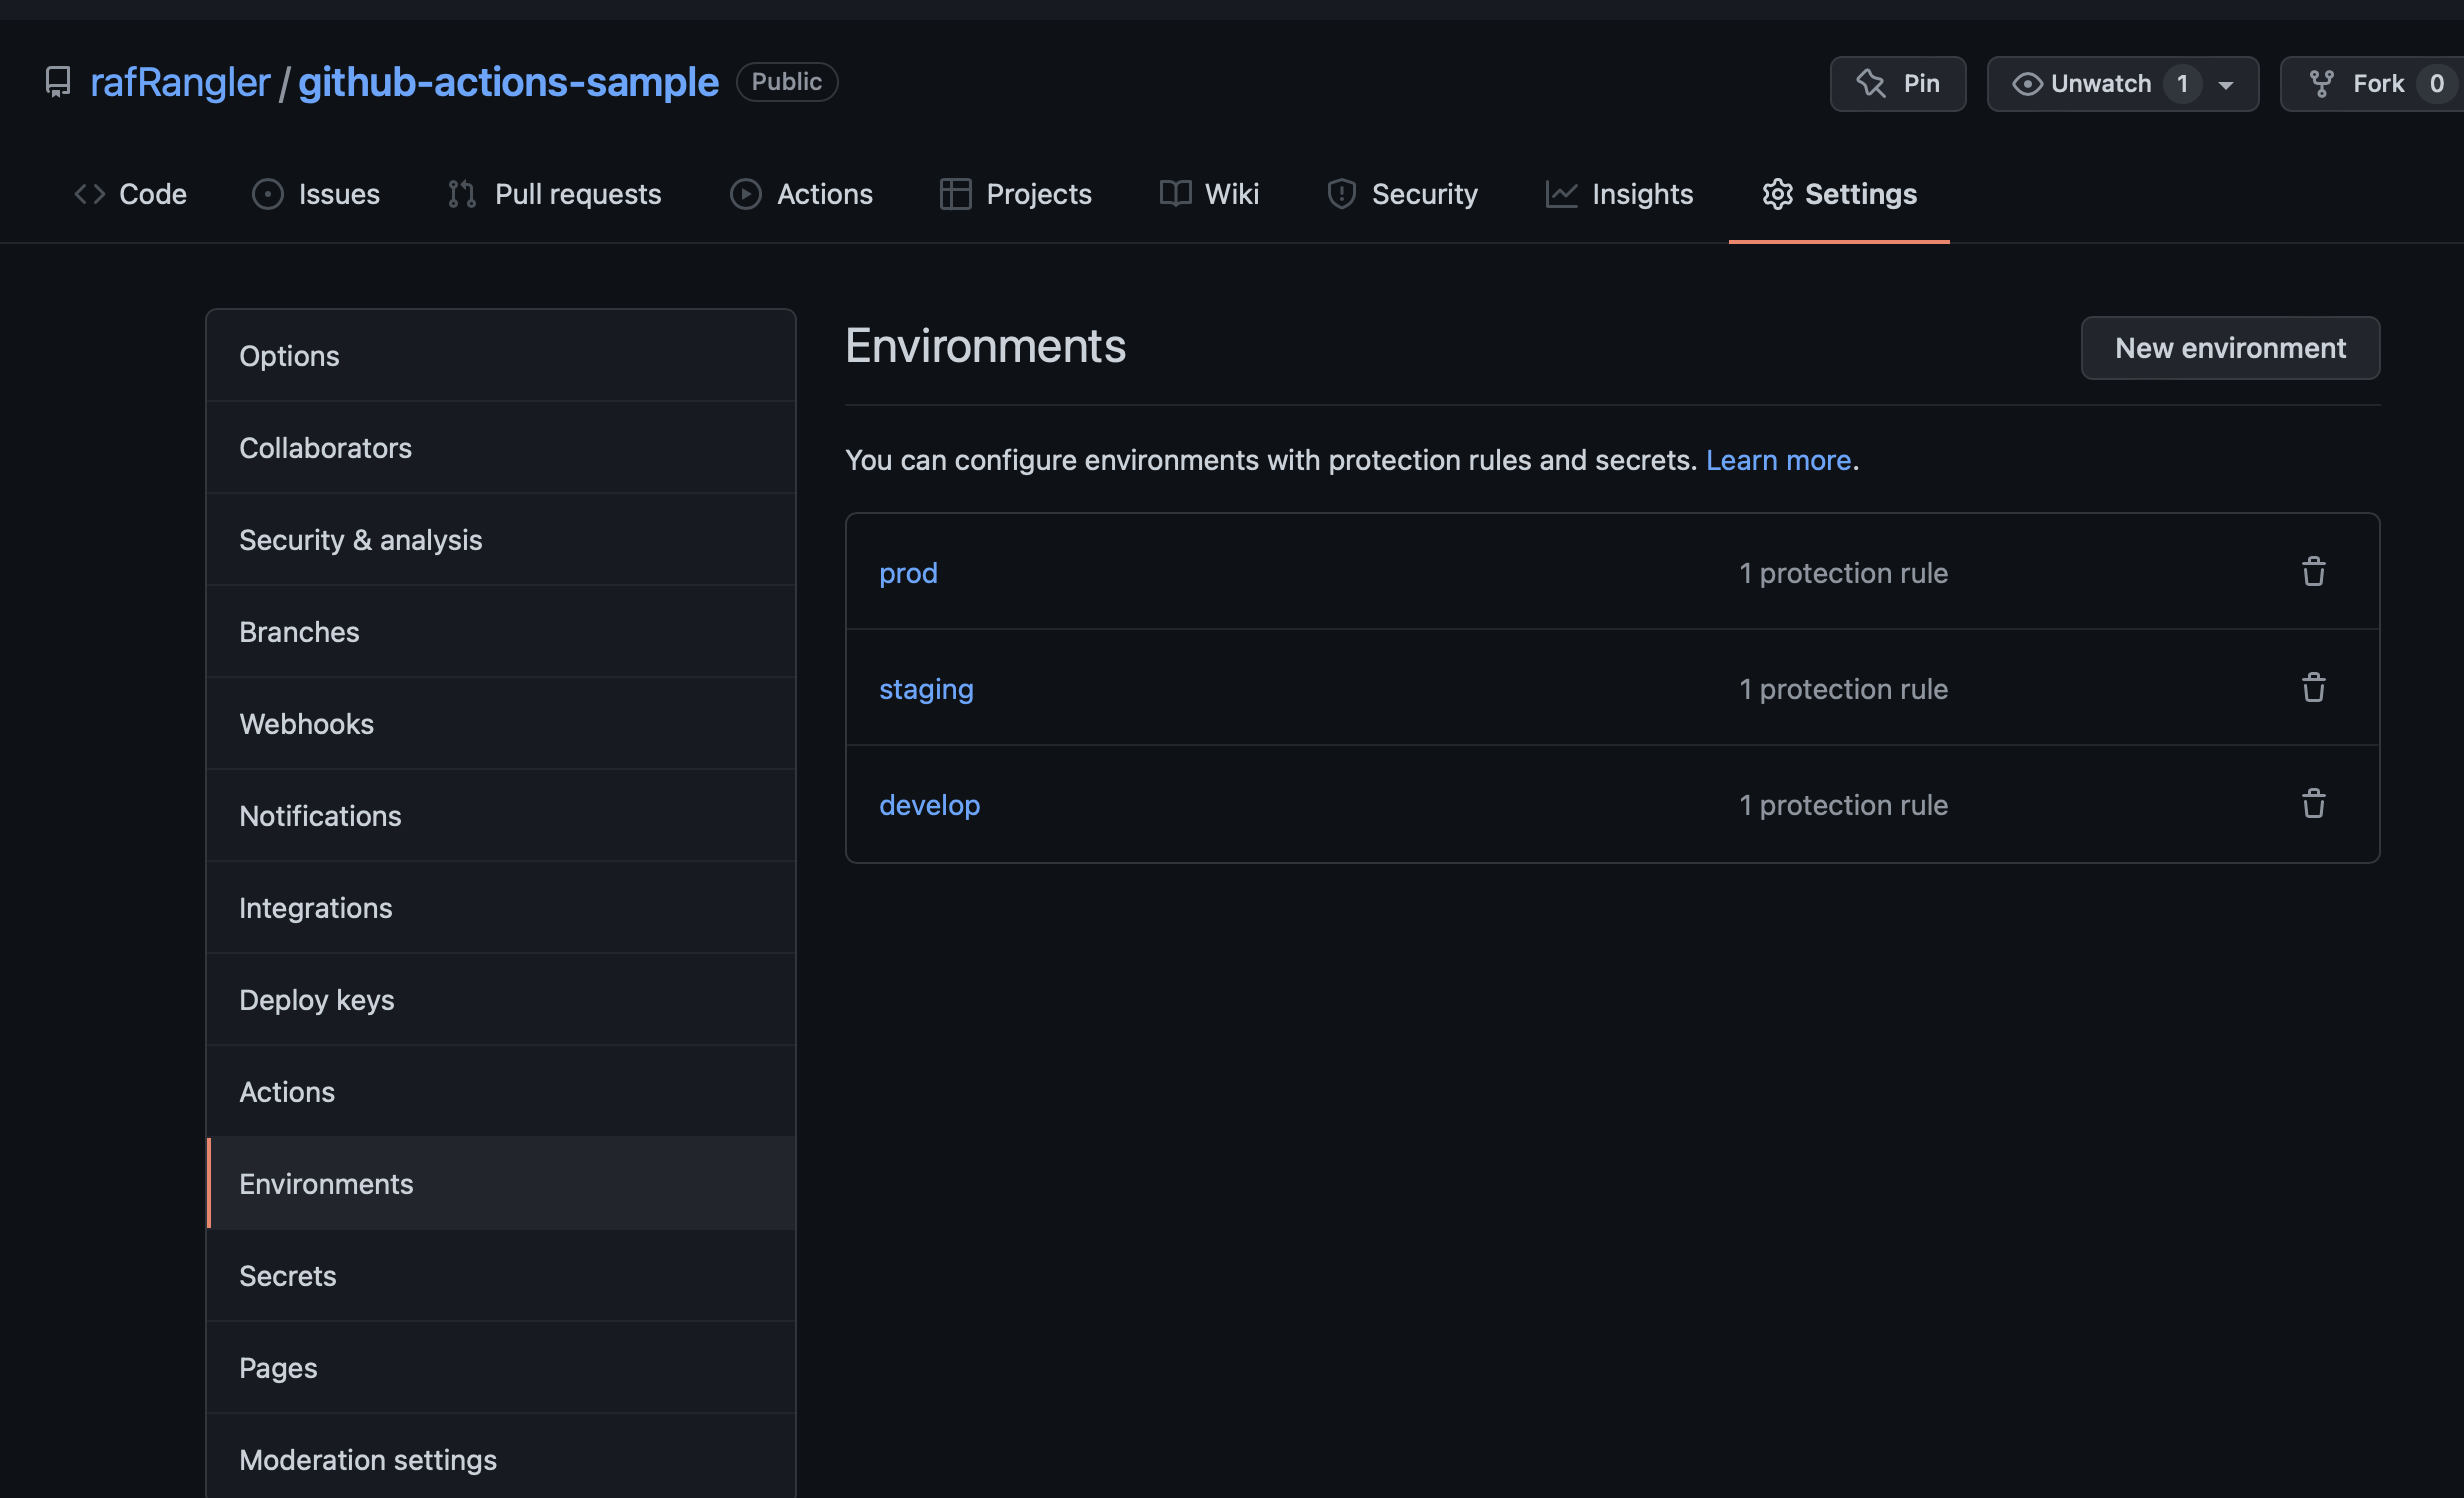 rafRangler / github-actions-sample Public
Pin
Unwatch 1
Fork 0
Code
Issues
Pull requests
Actions
Projects
Wiki
Security
Insights
Settings
Options
Collaborators
Security & analysis
Branches
Webhooks
Notifications
Integrations
Deploy keys
Actions
Environments
Secrets
Pages
Moderation settings
Environments
New environment
You can configure environments with protection rules and secrets. Learn more.
prod 1 protection rule
staging 1 protection rule
develop 1 protection rule